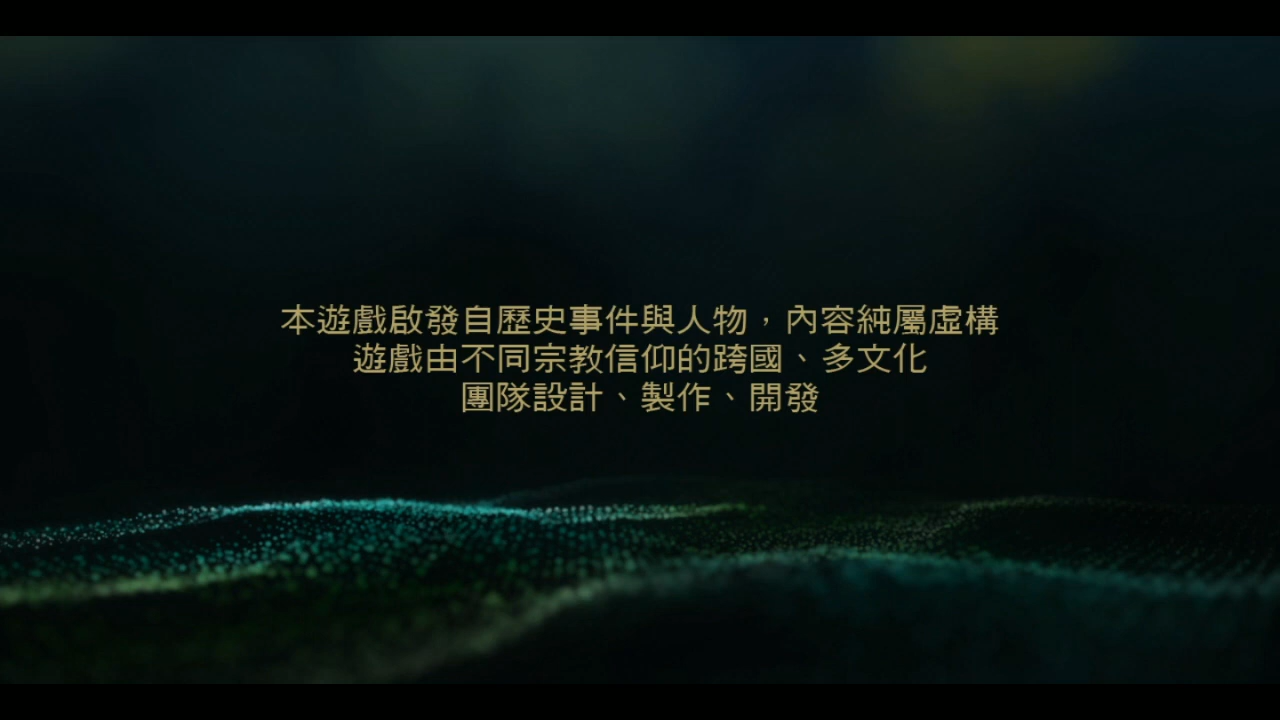 本遊戲啟發自歷史事件與人物，內容純屬虛構
遊戲由不同宗教信仰的跨國、多文化
團隊設計、製作、開發